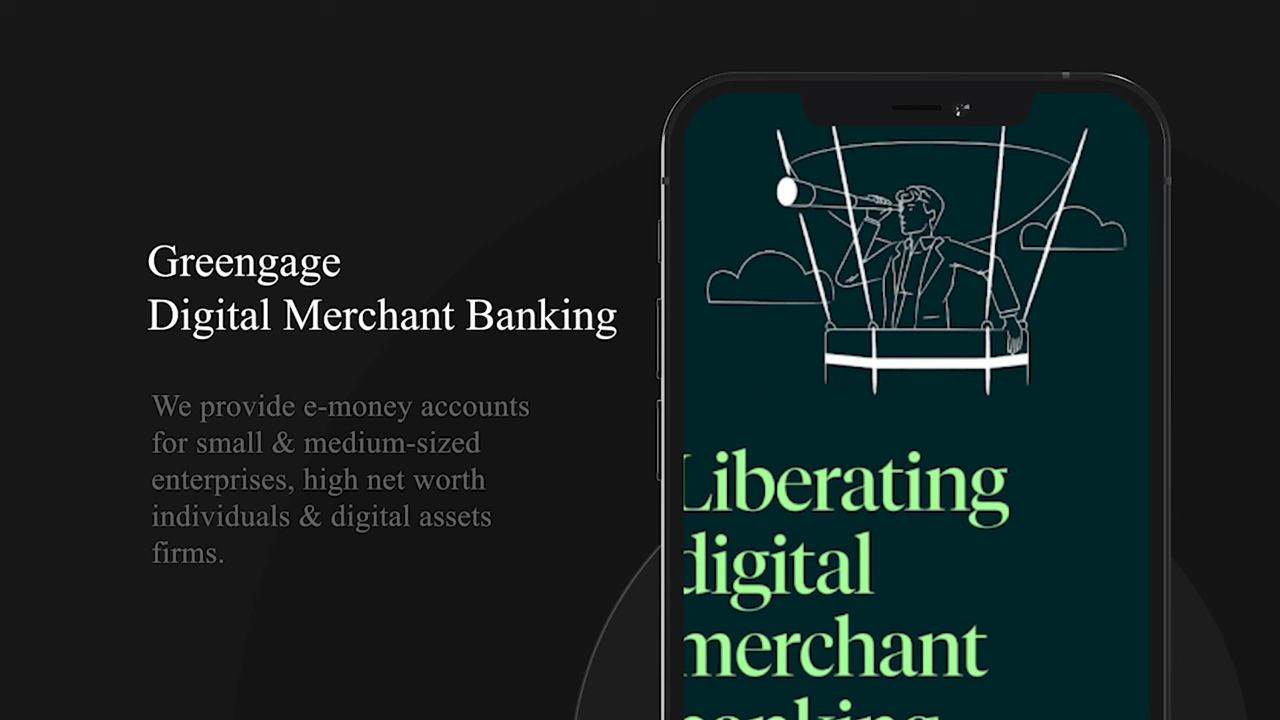 Greengage
Digital Merchant Banking
We provide e-money accounts
for small & medium-sized
enterprises, high net worth
individuals & digital assets
firms.
Liberating
digital
merchant
banking